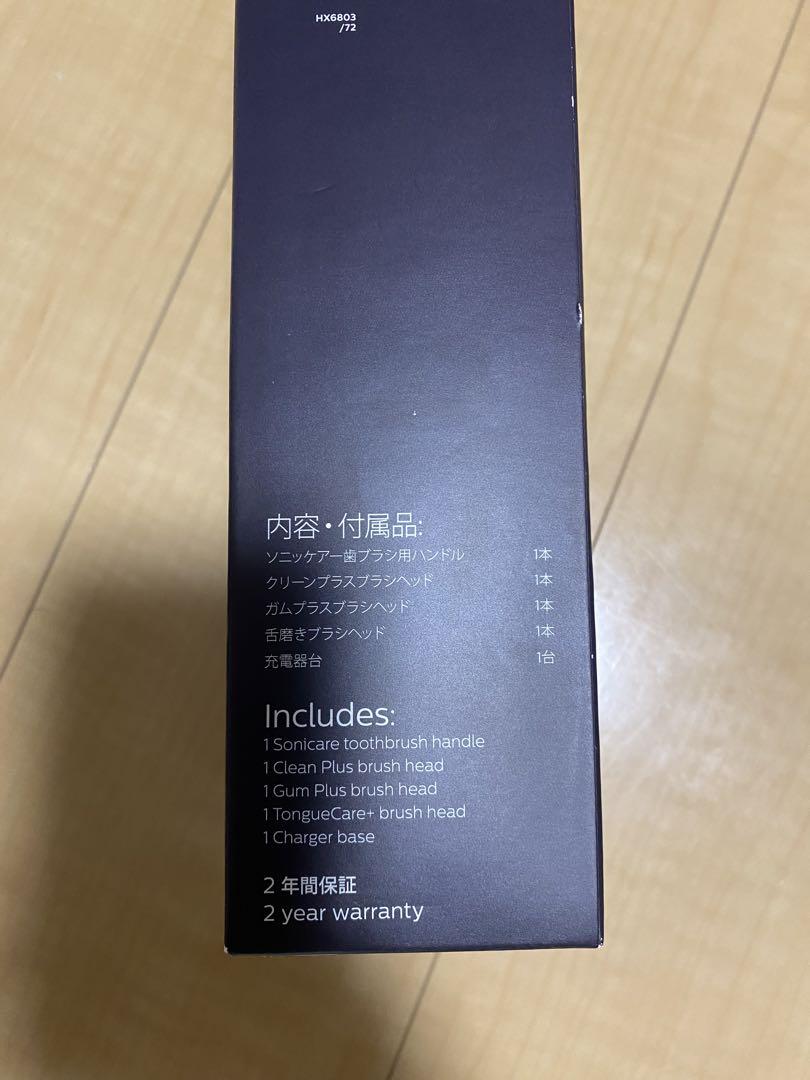 HX6803
/72
内容・付属品:
ソニッケアー歯ブラシ用ハンドル 1本
クリーンプラスブラシヘッド 1本
ガムプラスブラシヘッド 1本
舌磨きブラシヘッド 1本
充電器台 1台
Includes:
1 Sonicare toothbrush handle
1 Clean Plus brush head
1 Gum Plus brush head
1 TongueCare+ brush head
1 Charger base
2 年間保証
2 year warranty